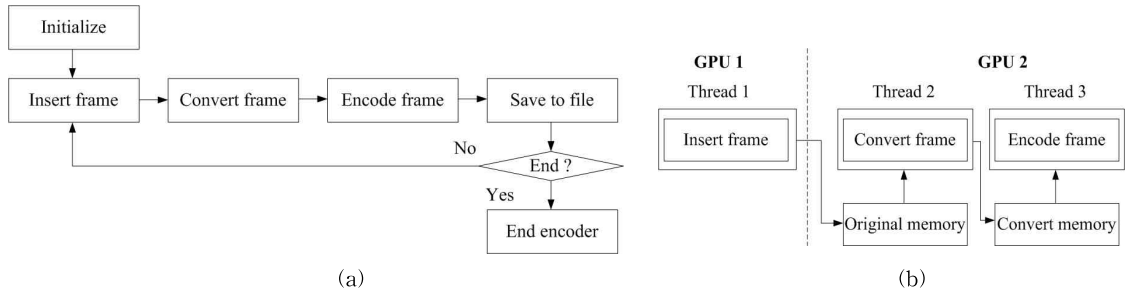 Initialize
Insert frame
Convert frame
Encode frame
Save to file
No
End ?
Yes
End encoder
(a)
GPU 1
GPU 2
Thread 1
Thread 2
Thread 3
Insert frame
Convert frame
Encode frame
Original memory
Convert memory
(b)